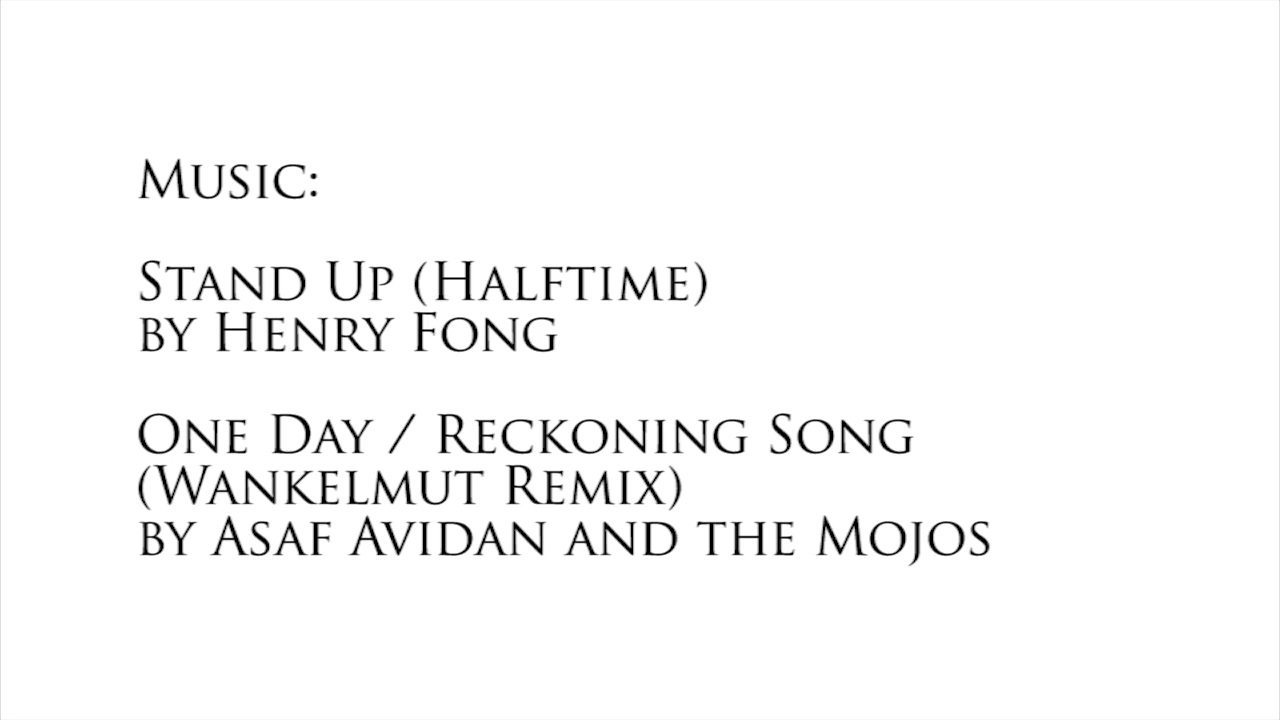 Music:
Stand Up (Halftime)
by Henry Fong
One Day / Reckoning Song
(Wankelmut Remix)
by Asaf Avidan and the Mojos